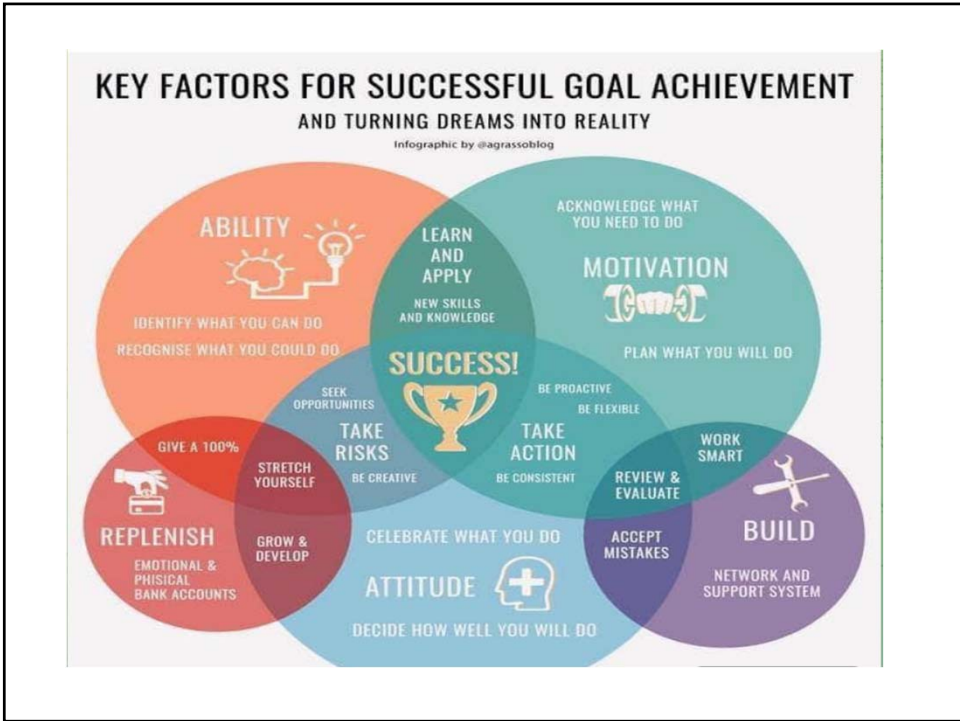 KEY FACTORS FOR SUCCESSFUL GOAL ACHIEVEMENT
AND TURNING DREAMS INTO REALITY
Infographic by @agrassoblog
ABILITY
IDENTIFY WHAT YOU CAN DO
RECOGNISE WHAT YOU COULD DO
LEARN
AND
APPLY
NEW SKILLS
AND KNOWLEDGE
ACKNOWLEDGE WHAT
YOU NEED TO DO
MOTIVATION
PLAN WHAT YOU WILL DO
SUCCESS!
SEEK
OPPORTUNITIES
TAKE
RISKS
BE CREATIVE
BE PROACTIVE
BE FLEXIBLE
TAKE
ACTION
BE CONSISTENT
GIVE A 100%
STRETCH
YOURSELF
REPLENISH
EMOTIONAL &
PHISICAL
BANK ACCOUNTS
GROW &
DEVELOP
CELEBRATE WHAT YOU DO
ATTITUDE
DECIDE HOW WELL YOU WILL DO
WORK
SMART
REVIEW &
EVALUATE
ACCEPT
MISTAKES
BUILD
NETWORK AND
SUPPORT SYSTEM